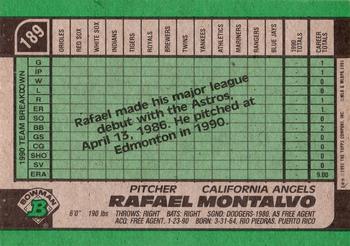 189
ORIOLES
RED SOX
WHITE SOX
INDIANS
TIGERS
ROYALS
BREWERS
TWINS
YANKEES
ATHLETICS
MARINERS
RANGERS
BLUE JAYS
1990 TOTALS
CAREER TOTALS
1990 TEAM BREAKDOWN
G
IP
W
L
R
ER
SO
BB
GS
CG
SHO
SV
ERA 9.00
Rafael made his major league
debut with the Astros,
April 13, 1986. He pitched at
Edmonton in 1990.
BOWMAN
B
PITCHER CALIFORNIA ANGELS
RAFAEL MONTALVO
6'0" 190 lbs THROWS: RIGHT BATS: RIGHT SGND: DODGERS-1980, AS FREE AGENT
ACQ. FREE AGENT, 1-23-90 BORN: 3-31-64, RIO PIEDRAS, PUERTO RICO